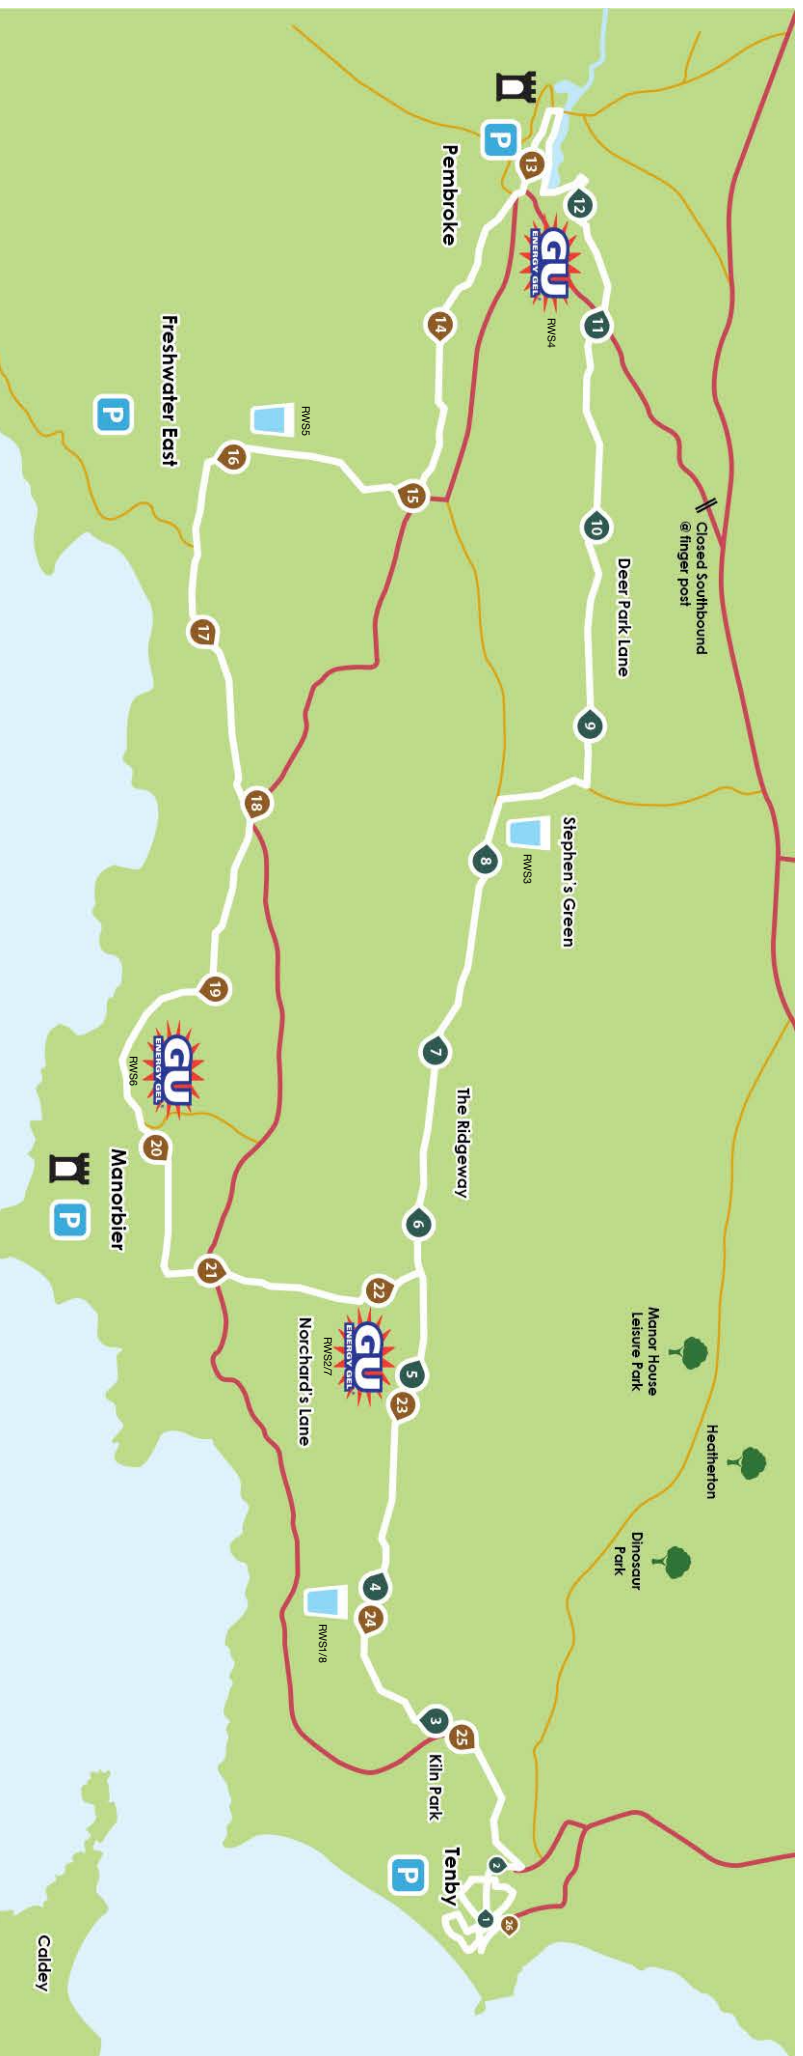 P
Pembroke
13
12
GU
ENERGY GEL
RWS4
11
14
Freshwater East
P
RWS5
16
15
Closed Southbound
@ finger post
10
Deer Park Lane
17
9
18
Stephen's Green
RWS3
8
19
GU
ENERGY GEL
RWS6
7
The Ridgeway
20
Manorbier
P
6
21
22
GU
ENERGY GEL
RWS2/7
Norchard's Lane
5
23
Manor House
Leisure Park
Heatherton
Dinosaur
Park
4
24
RWS1/8
3
25
Kiln Park
Tenby
P
2
1
26
Caldey